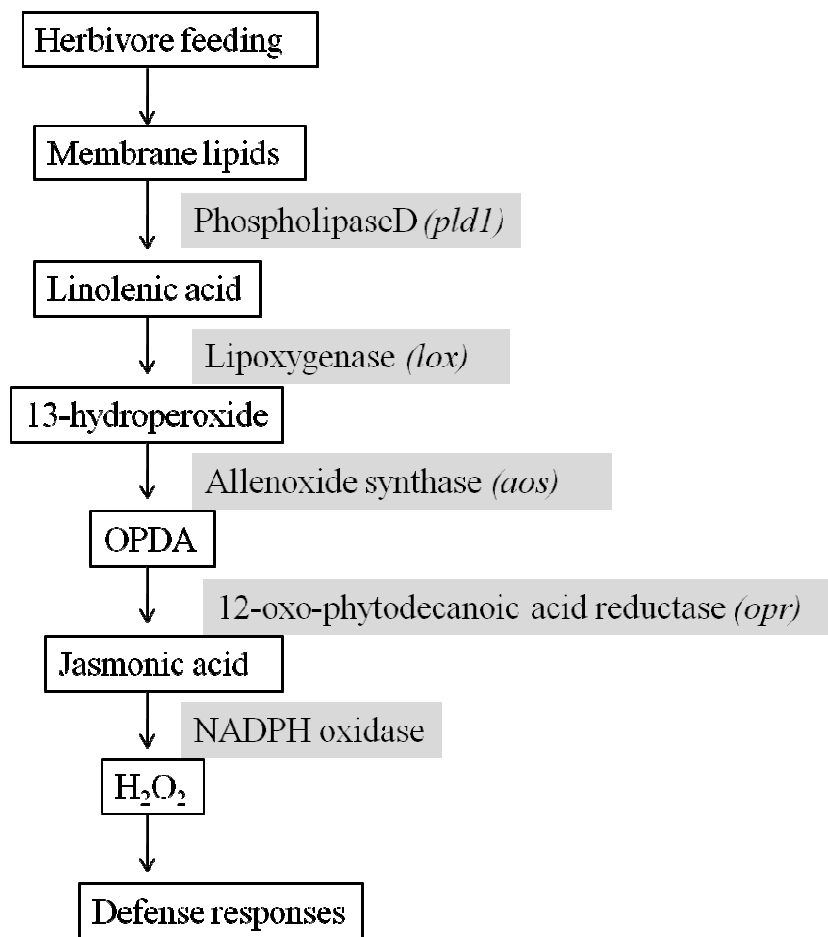 Herbivore feeding
Membrane lipids
PhospholipaseD (pld1)
Linolenic acid
Lipoxygenase (lox)
13-hydroperoxide
Allenoxide synthase (aos)
OPDA
12-oxo-phytodecanoic acid reductase (opr)
Jasmonic acid
NADPH oxidase
H₂O₂
Defense responses